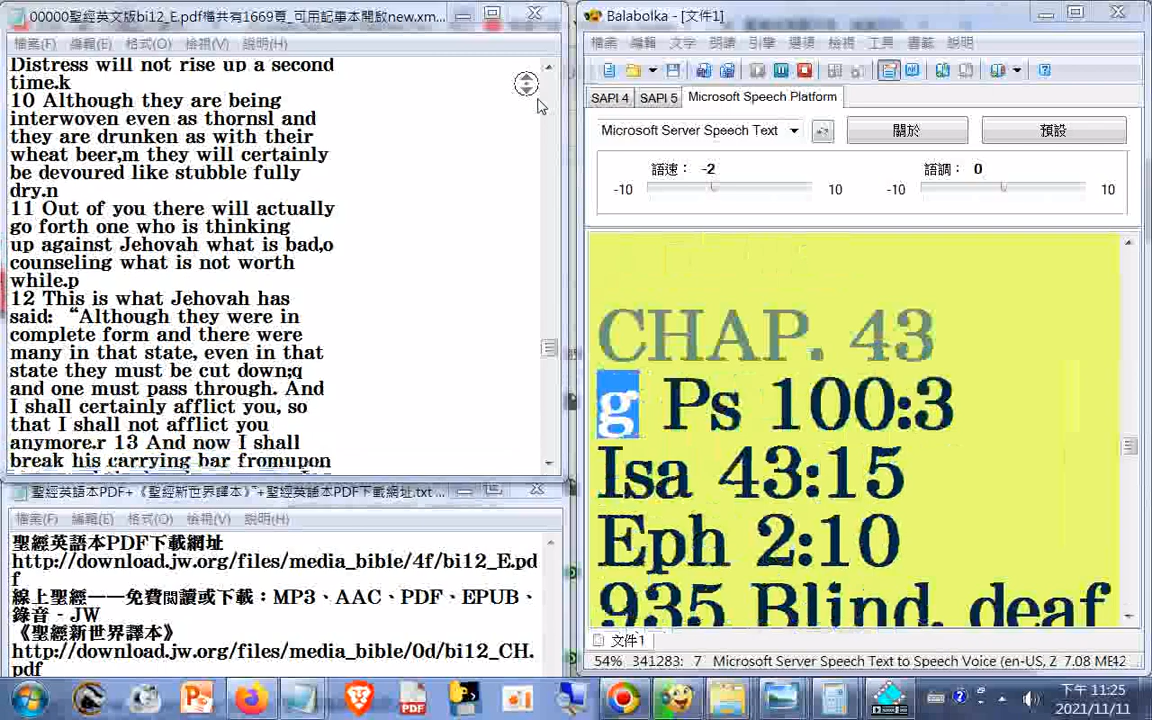 00000聖經英文版bi12_E.pdf檔共有1669頁_可用記事本開啟new.xm...
檔案(F) 編輯(E) 格式(O) 檢視(V) 說明(H)
Distress will not rise up a second
time.k
10 Although they are being
interwoven even as thornsl and
they are drunken as with their
wheat beer,m they will certainly
be devoured like stubble fully
dry.n
11 Out of you there will actually
go forth one who is thinking
up against Jehovah what is bad,o
counseling what is not worth
while.p
12 This is what Jehovah has
said: “Although they were in
complete form and there were
many in that state, even in that
state they must be cut down;q
and one must pass through. And
I shall certainly afflict you, so
that I shall not afflict you
anymore.r 13 And now I shall
break his carrying bar fromupon
聖經英語本PDF+《聖經新世界譯本》"+聖經英語本PDF下載網址.txt ...
檔案(F) 編輯(E) 格式(O) 檢視(V) 說明(H)
聖經英語本PDF下載網址
http://download.jw.org/files/media_bible/4f/bi12_E.pd
f
線上聖經——免費閱讀或下載：MP3、AAC、PDF、EPUB、
錄音 - JW
《聖經新世界譯本》
http://download.jw.org/files/media_bible/0d/bi12_CH.
pdf
Balabolka - [文件1]
檔案 編輯 文字 朗讀 引擎 選項 檢視 工具 書籤 說明
SAPI 4 SAPI 5 Microsoft Speech Platform
Microsoft Server Speech Text 關於 預設
語速： -2 語調： 0
-10 10 -10 10
CHAP. 43
g Ps 100:3
Isa 43:15
Eph 2:10
935 Blind, deaf
文件1
54% 341283: 7 Microsoft Server Speech Text to Speech Voice (en-US, Z 7.08 ME42
PDF
下午 11:25
2021/11/11